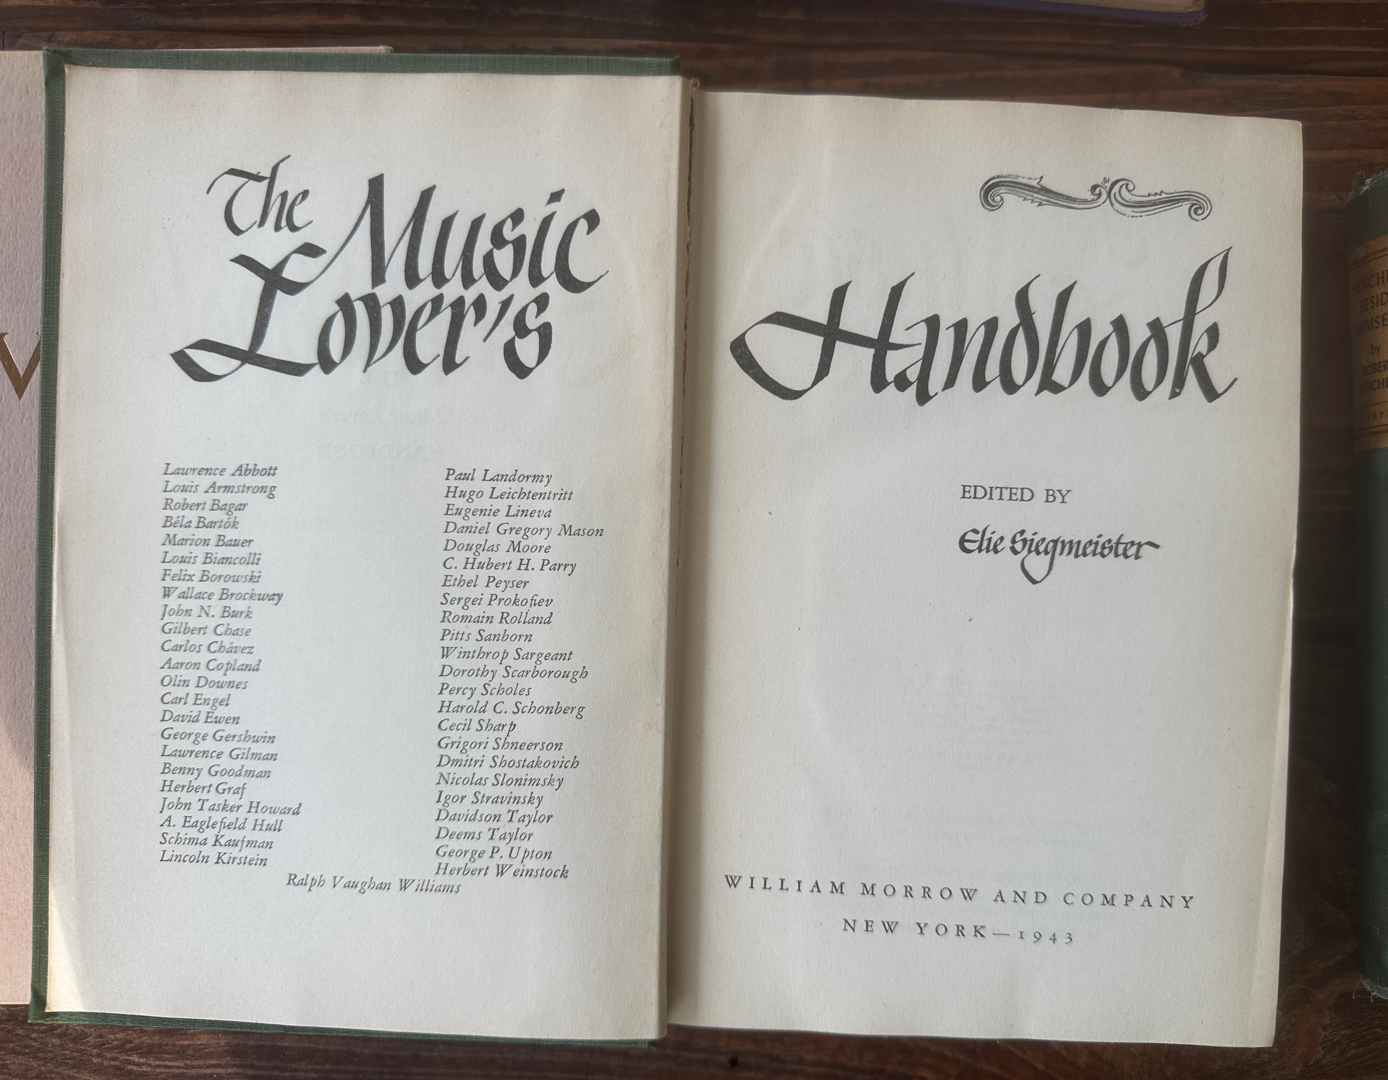 The Music
Lover's
Lawrence Abbott
Louis Armstrong
Robert Bagar
Béla Bartók
Marion Bauer
Louis Biancolli
Felix Borowski
Wallace Brockway
John N. Burk
Gilbert Chase
Carlos Chávez
Aaron Copland
Olin Downes
Carl Engel
David Ewen
George Gershwin
Lawrence Gilman
Benny Goodman
Herbert Graf
John Tasker Howard
A. Eaglefield Hull
Schima Kaufman
Lincoln Kirstein
Paul Landormy
Hugo Leichtentritt
Eugenie Lineva
Daniel Gregory Mason
Douglas Moore
C. Hubert H. Parry
Ethel Peyser
Sergei Prokofiev
Romain Rolland
Pitts Sanborn
Winthrop Sargeant
Dorothy Scarborough
Percy Scholes
Harold C. Schonberg
Cecil Sharp
Grigori Shneerson
Dmitri Shostakovich
Nicolas Slonimsky
Igor Stravinsky
Davidson Taylor
Deems Taylor
George P. Upton
Herbert Weinstock
Ralph Vaughan Williams
Handbook
EDITED BY
Elie Siegmeister
WILLIAM MORROW AND COMPANY
NEW YORK—1943
by